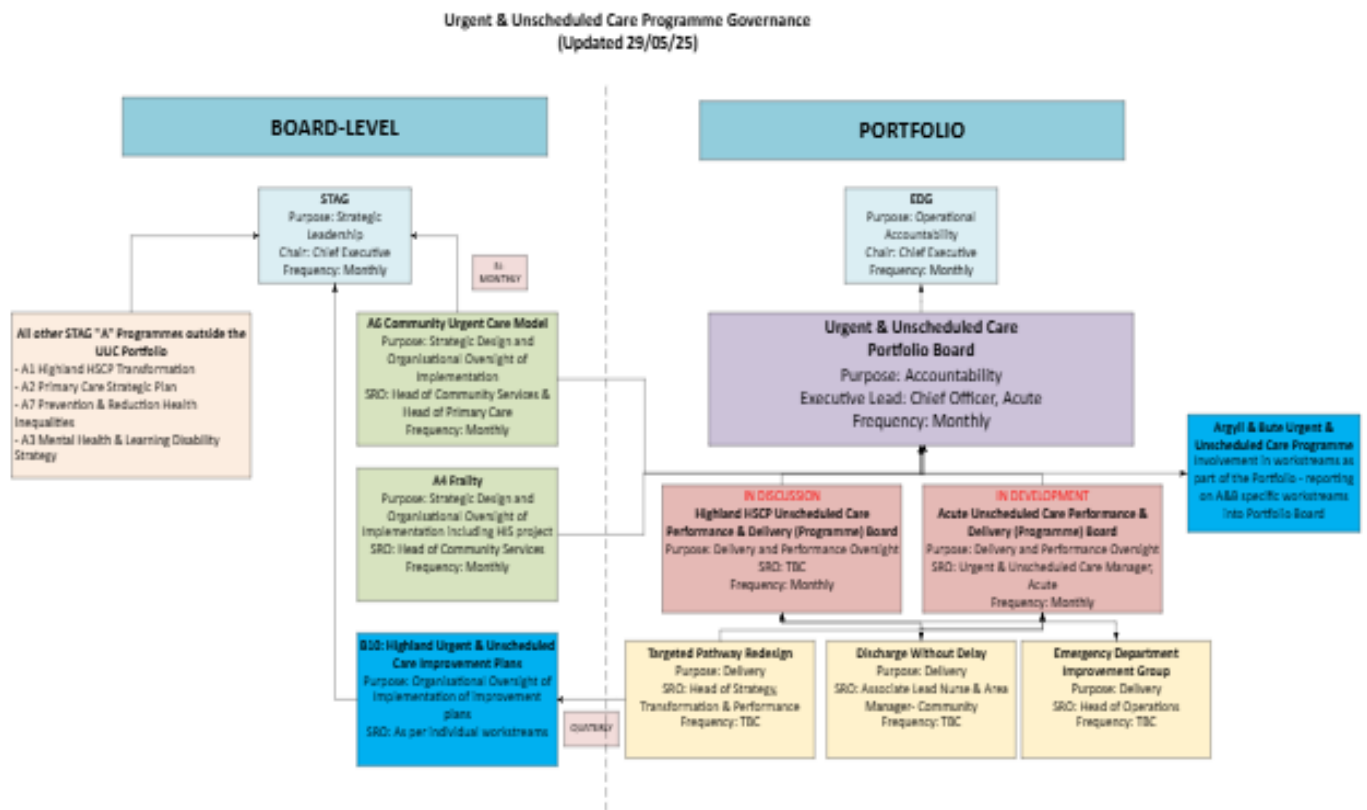 Urgent & Unscheduled Care Programme Governance
(Updated 29/05/25)
BOARD-LEVEL
PORTFOLIO
STAG
Purpose: Strategic
Leadership
Chair: Chief Executive
Frequency: Monthly
MONTHLY
All other STAG "A" Programmes outside the
UUC Portfolio
- A1 Highland HSCP Transformation
- A2 Primary Care Strategic Plan
- A7 Prevention & Reduction Health
Inequalities
- A3 Mental Health & Learning Disability
Strategy
A6 Community Urgent Care Model
Purpose: Strategic Design and
Organisational Oversight of
Implementation
SRO: Head of Community Services &
Head of Primary Care
Frequency: Monthly
A4 Frailty
Purpose: Strategic Design and
Organisational Oversight of
Implementation including HIS project
SRO: Head of Community Services
Frequency: Monthly
B10: Highland Urgent & Unscheduled
Care Improvement Plans
Purpose: Organisational Oversight of
Implementation of Improvement
plans
SRO: As per individual workstreams
QUARTERLY
EDG
Purpose: Operational
Accountability
Chair: Chief Executive
Frequency: Monthly
Urgent & Unscheduled Care
Portfolio Board
Purpose: Accountability
Executive Lead: Chief Officer, Acute
Frequency: Monthly
Argyll & Bute Urgent &
Unscheduled Care Programme
Involvement in workstreams as
part of the Portfolio - reporting
on A&B specific workstreams
into Portfolio Board
IN DISCUSSION
Highland HSCP Unscheduled Care
Performance & Delivery (Programme) Board
Purpose: Delivery and Performance Oversight
SRO: TBC
Frequency: Monthly
IN DEVELOPMENT
Acute Unscheduled Care Performance &
Delivery (Programme) Board
Purpose: Delivery and Performance Oversight
SRO: Urgent & Unscheduled Care Manager,
Acute
Frequency: Monthly
Targeted Pathway Redesign
Purpose: Delivery
SRO: Head of Strategy,
Transformation & Performance
Frequency: TBC
Discharge Without Delay
Purpose: Delivery
SRO: Associate Lead Nurse & Area
Manager- Community
Frequency: TBC
Emergency Department
Improvement Group
Purpose: Delivery
SRO: Head of Operations
Frequency: TBC